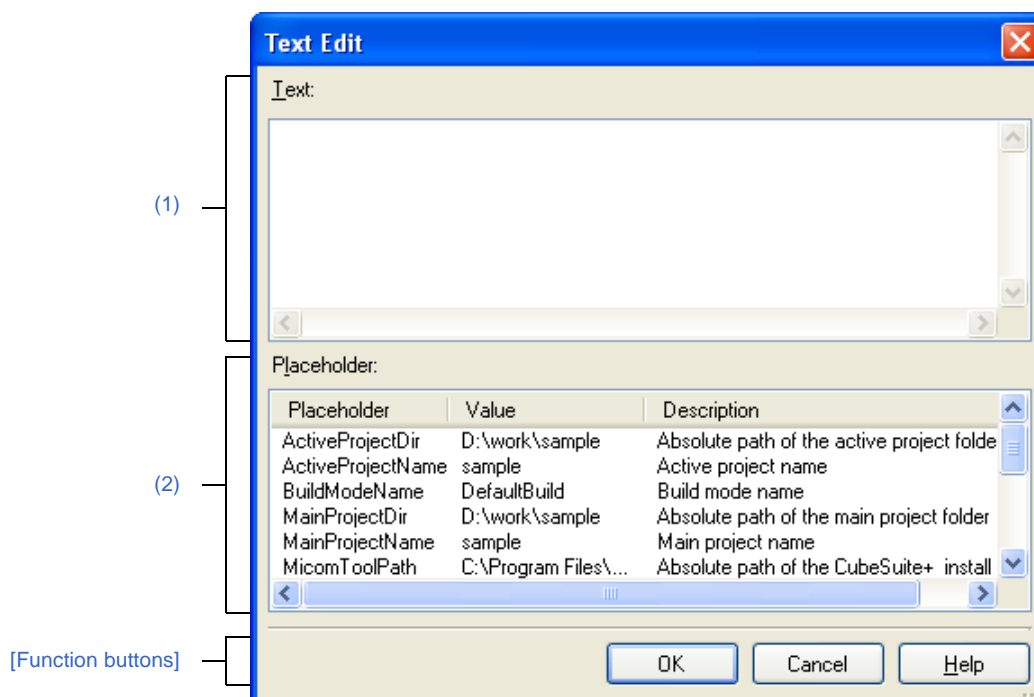 Text Edit
Text:
(1)
Placeholder:
Placeholder Value Description
ActiveProjectDir D:\work\sample Absolute path of the active project folde
ActiveProjectName sample Active project name
(2)
BuildModeName DefaultBuild Build mode name
MainProjectDir D:\work\sample Absolute path of the main project folder
MainProjectName sample Main project name
MicomToolPath C:\Program Files\... Absolute path of the CubeSuite+ install
[Function buttons]
OK Cancel Help